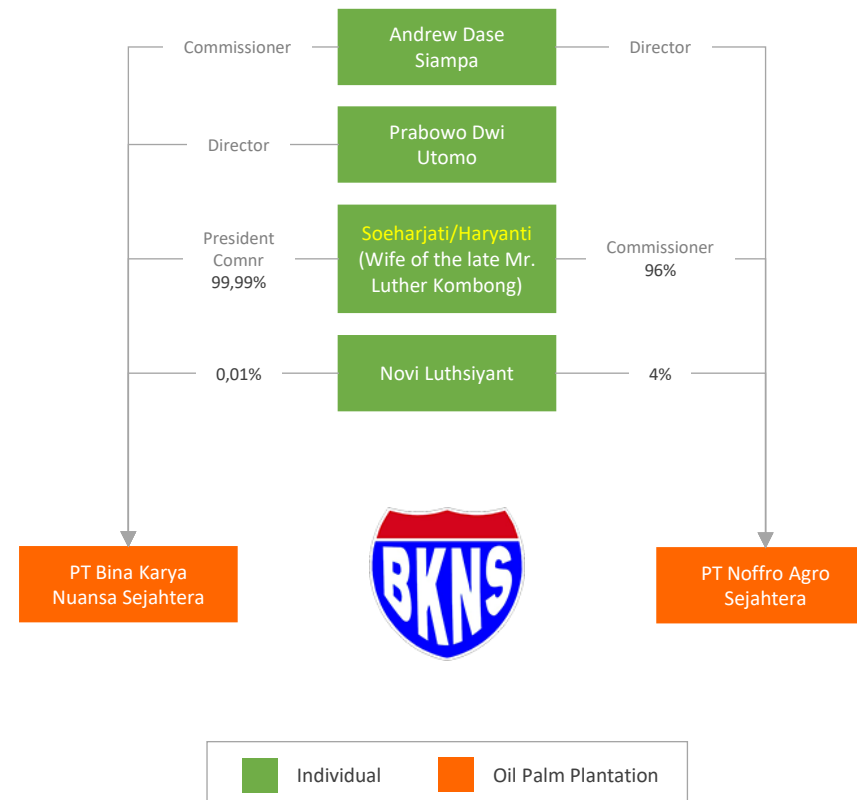 Commissioner
Andrew Dase
Siampa
Director
Director
Prabowo Dwi
Utomo
President
Comnr
99,99%
Soeharjati/Haryanti
(Wife of the late Mr.
Luther Kombong)
Commissioner
96%
0,01%
Novi Luthsiyant
4%
PT Bina Karya
Nuansa Sejahtera
BKNS
PT Noffro Agro
Sejahtera
Individual
Oil Palm Plantation